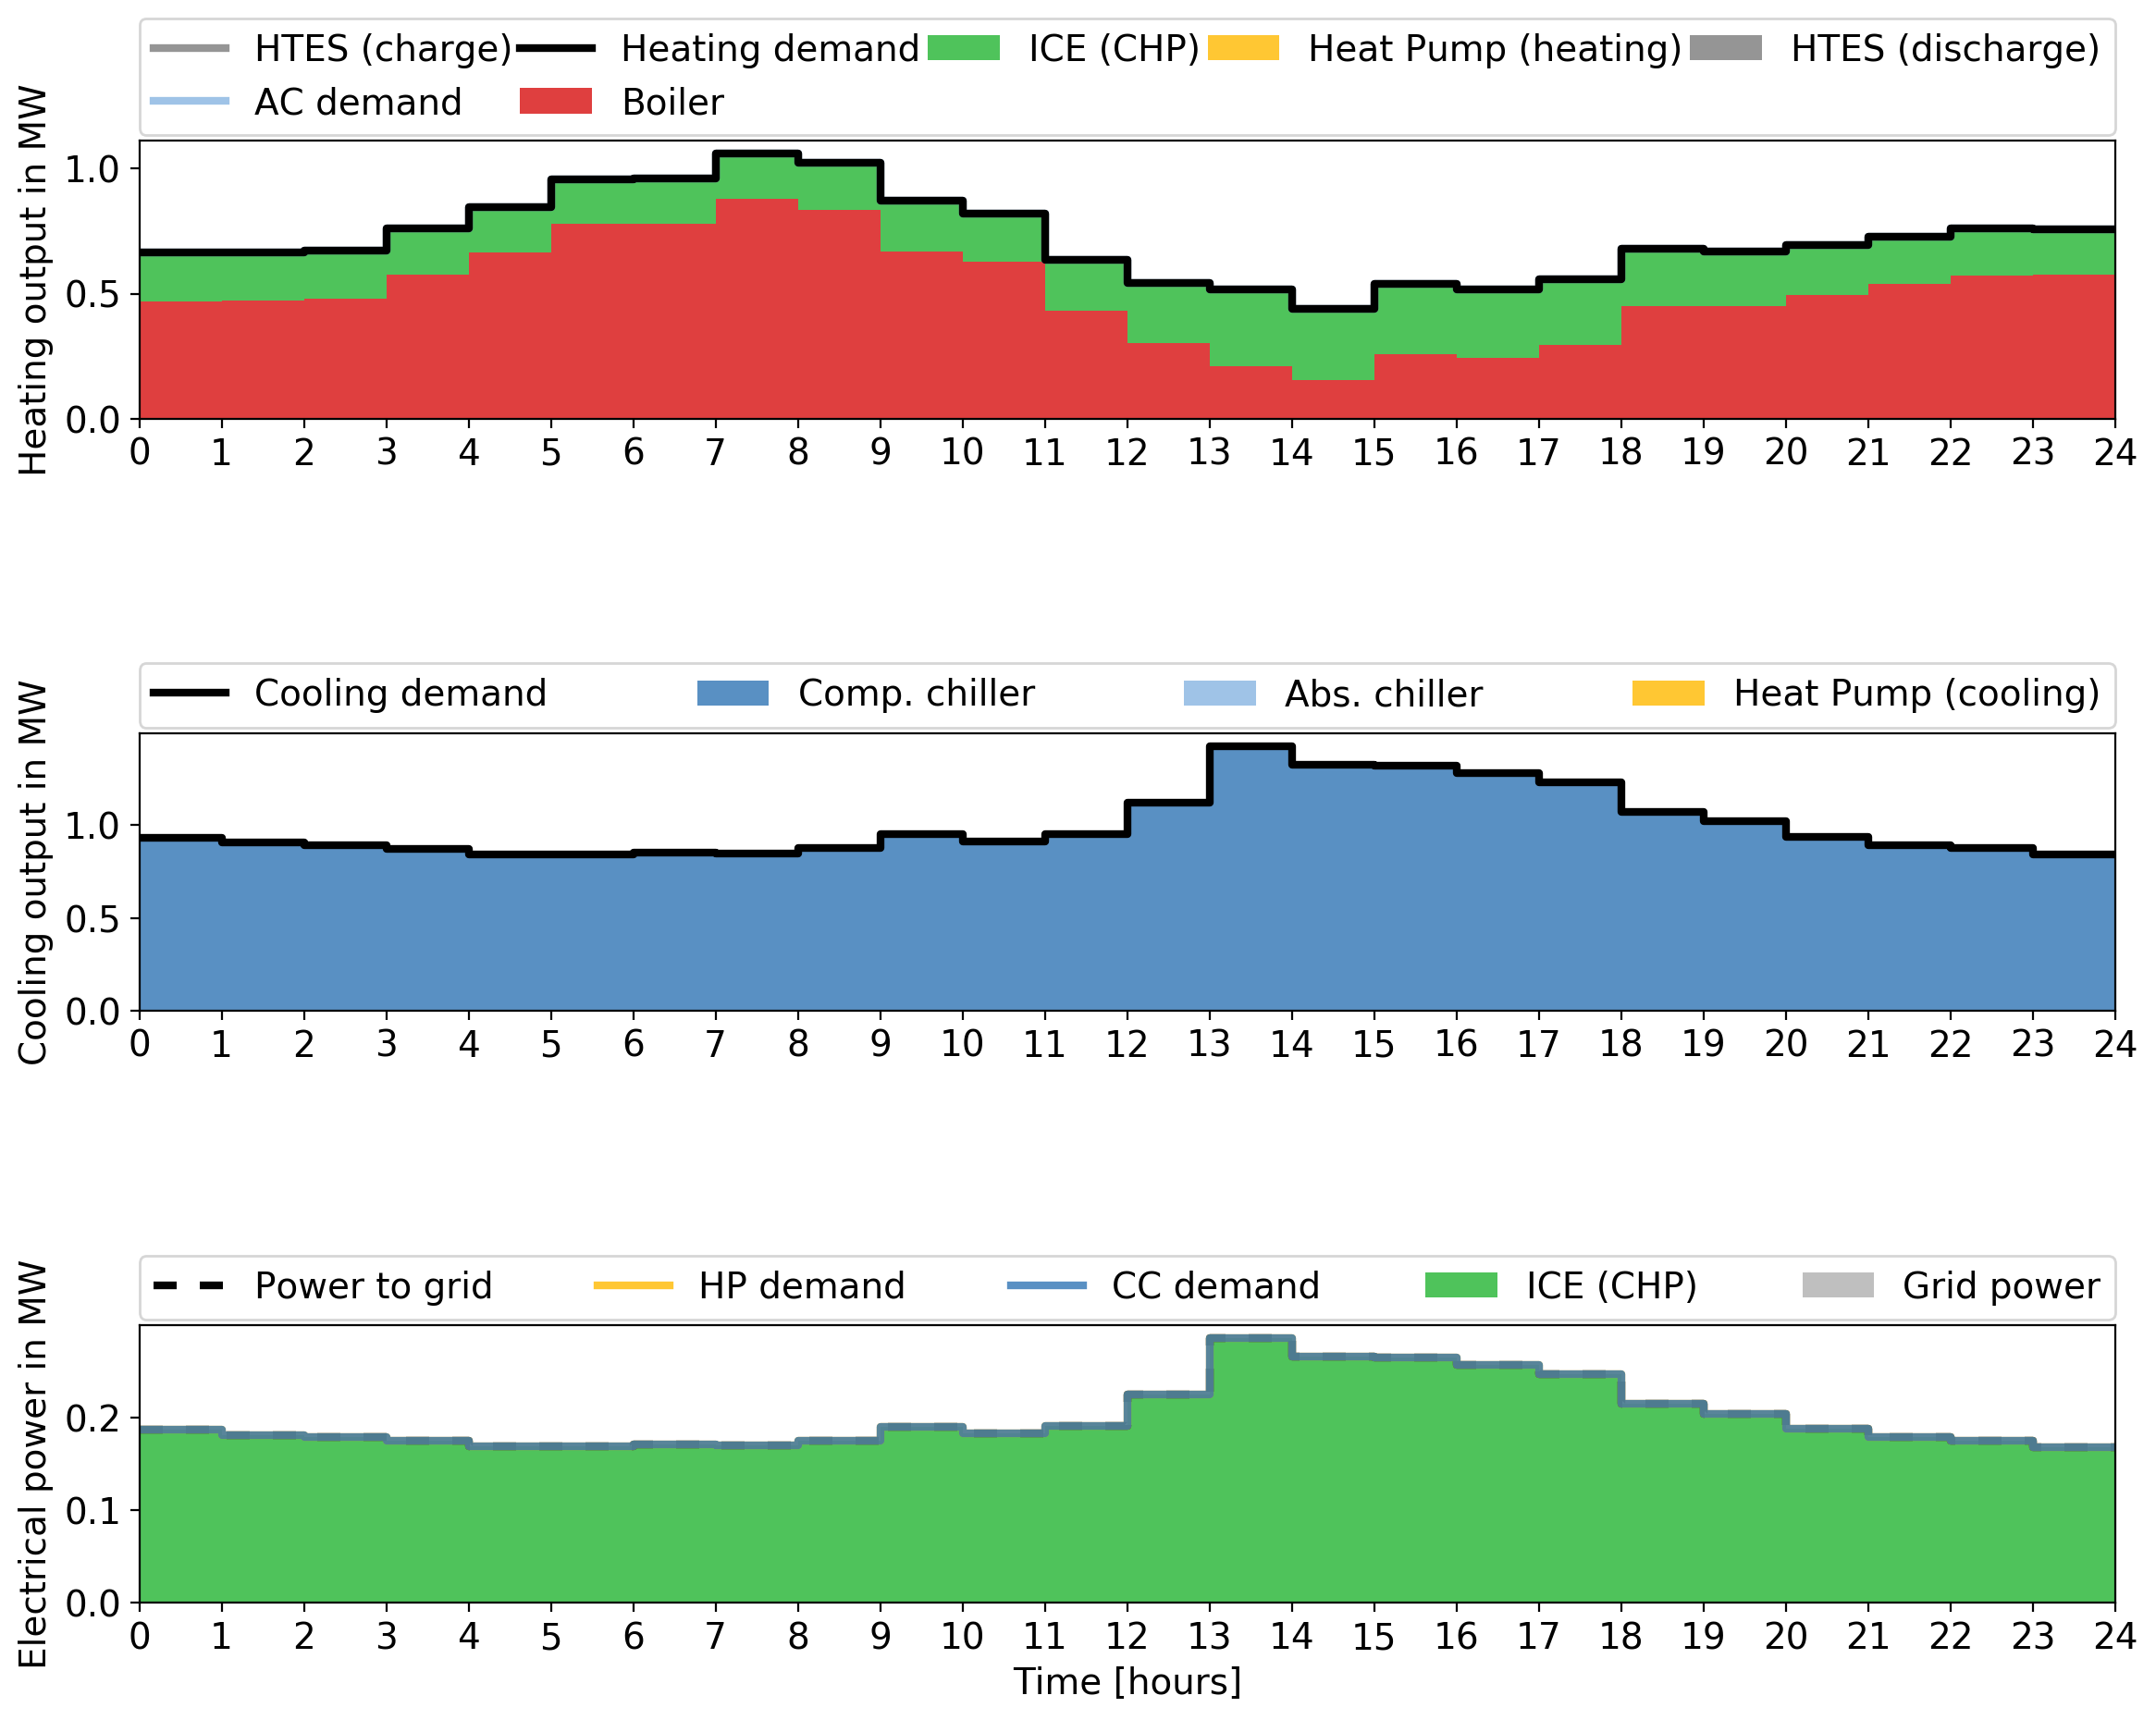 HTES (charge) Heating demand ICE (CHP) Heat Pump (heating) HTES (discharge)
AC demand Boiler
Heating output in MW
1.0
0.5
0.0
0 1 2 3 4 5 6 7 8 9 10 11 12 13 14 15 16 17 18 19 20 21 22 23 24
Cooling demand Comp. chiller Abs. chiller Heat Pump (cooling)
Cooling output in MW
1.0
0.5
0.0
0 1 2 3 4 5 6 7 8 9 10 11 12 13 14 15 16 17 18 19 20 21 22 23 24
Power to grid HP demand CC demand ICE (CHP) Grid power
Electrical power in MW
0.2
0.1
0.0
0 1 2 3 4 5 6 7 8 9 10 11 12 13 14 15 16 17 18 19 20 21 22 23 24
Time [hours]